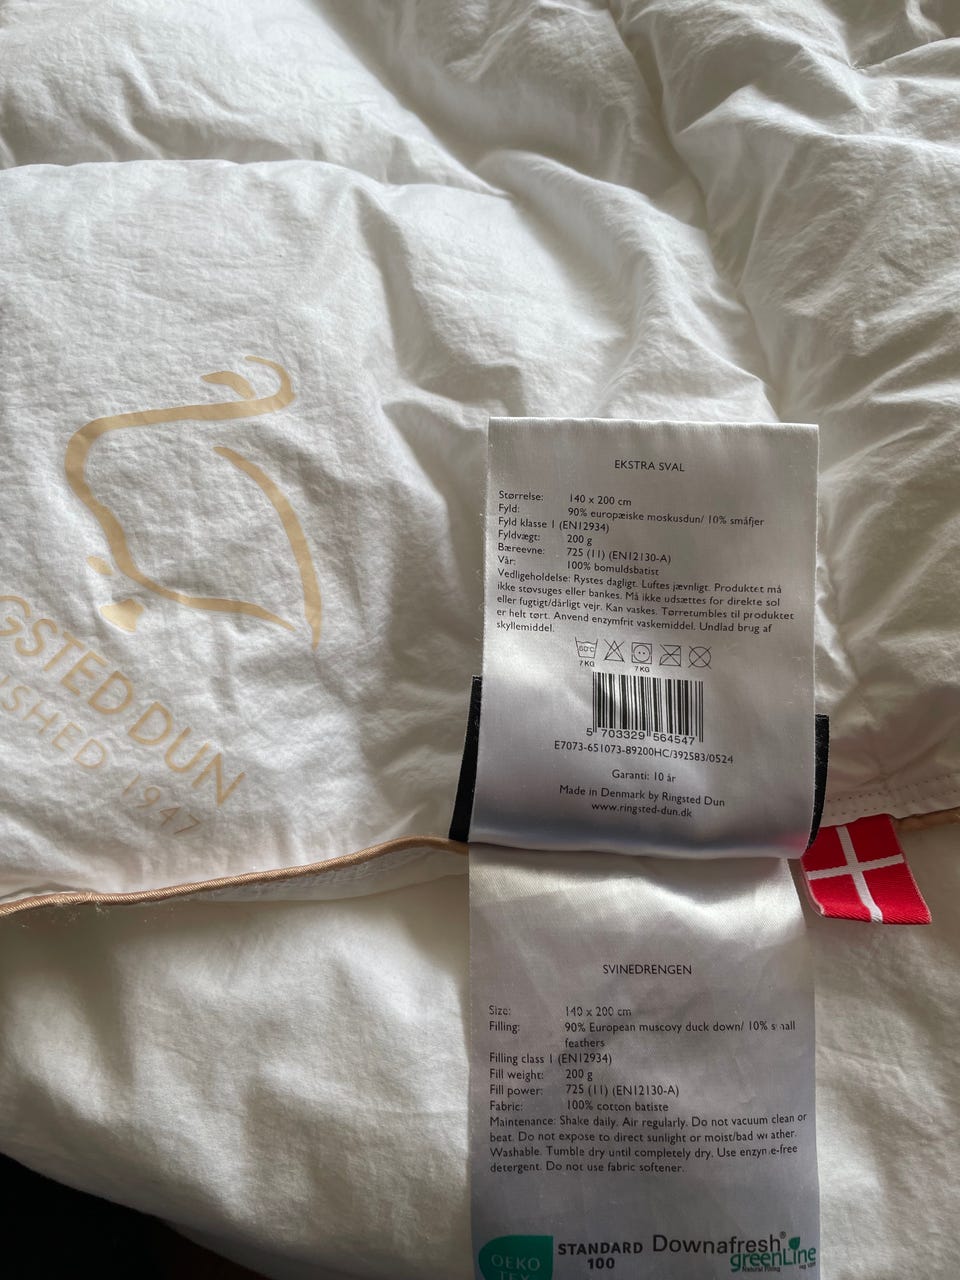 GSTED DUN
SHED 1947
EKSTRA SVAL
Størrelse: 140 x 200 cm
Fyld: 90% europæiske moskusdun/ 10% småfjer
Fyld klasse 1 (EN12934)
Fyldvægt: 200 g
Bæreevne: 725 (11) (EN12130-A)
Vår: 100% bomuldsbatist
Vedligeholdelse: Rystes dagligt. Luftes jævnligt. Produktet må
ikke støvsuges eller bankes. Må ikke udsættes for direkte sol
eller fugtigt/dårligt vejr. Kan vaskes. Tørretumbles til produktet
er helt tørt. Anvend enzymfrit vaskemiddel. Undlad brug af
skyllemiddel.
60°C
7 KG 7 KG
5 703329 564547
E7073-651073-89200HC/392583/0524
Garanti: 10 år
Made in Denmark by Ringsted Dun
www.ringsted-dun.dk
SVINEDRENGEN
Size: 140 x 200 cm
Filling: 90% European muscovy duck down/ 10% small
feathers
Filling class 1 (EN12934)
Fill weight: 200 g
Fill power: 725 (11) (EN12130-A)
Fabric: 100% cotton batiste
Maintenance: Shake daily. Air regularly. Do not vacuum clean or
beat. Do not expose to direct sunlight or moist/bad weather.
Washable. Tumble dry until completely dry. Use enzyme-free
detergent. Do not use fabric softener.
OEKO
TEX
STANDARD
100
Downafresh®
greenLine
Natural Filling